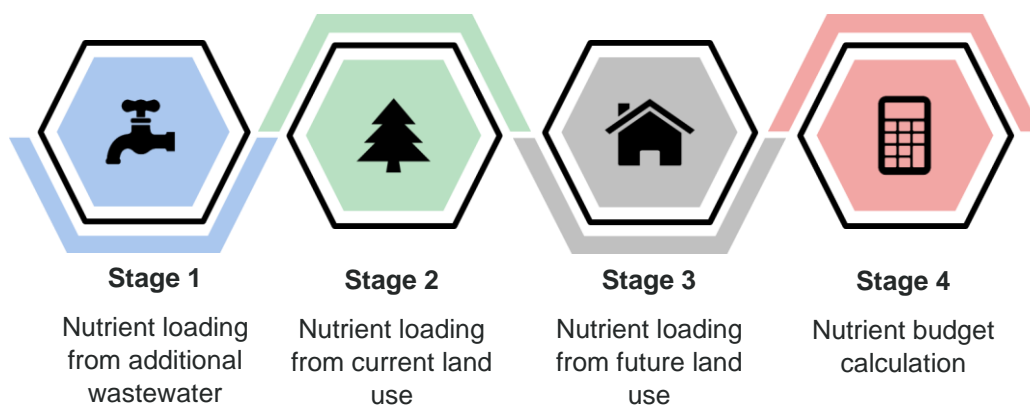 Stage 1
Nutrient loading
from additional
wastewater
Stage 2
Nutrient loading
from current land
use
Stage 3
Nutrient loading
from future land
use
Stage 4
Nutrient budget
calculation